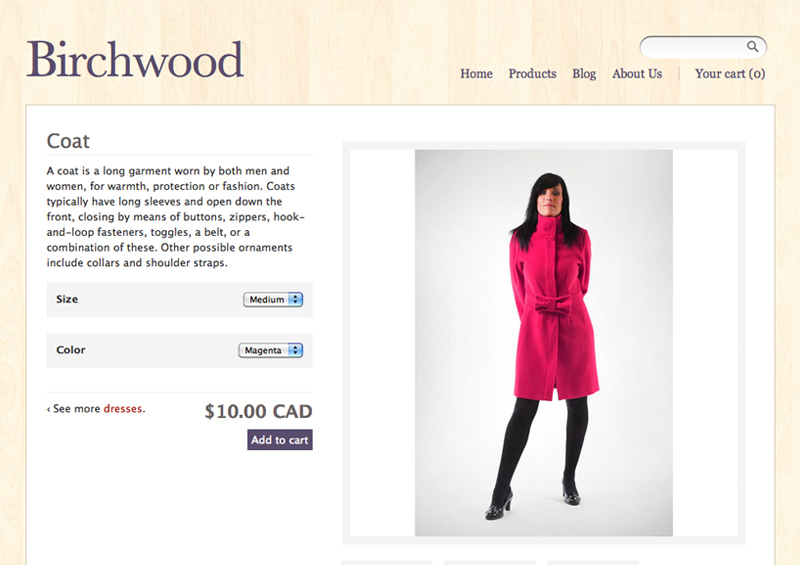 Birchwood
Home Products Blog About Us Your cart (0)
Coat
A coat is a long garment worn by both men and
women, for warmth, protection or fashion. Coats
typically have long sleeves and open down the
front, closing by means of buttons, zippers, hook-
and-loop fasteners, toggles, a belt, or a
combination of these. Other possible ornaments
include collars and shoulder straps.
Size Medium
Color Magenta
‹ See more dresses. $10.00 CAD
Add to cart